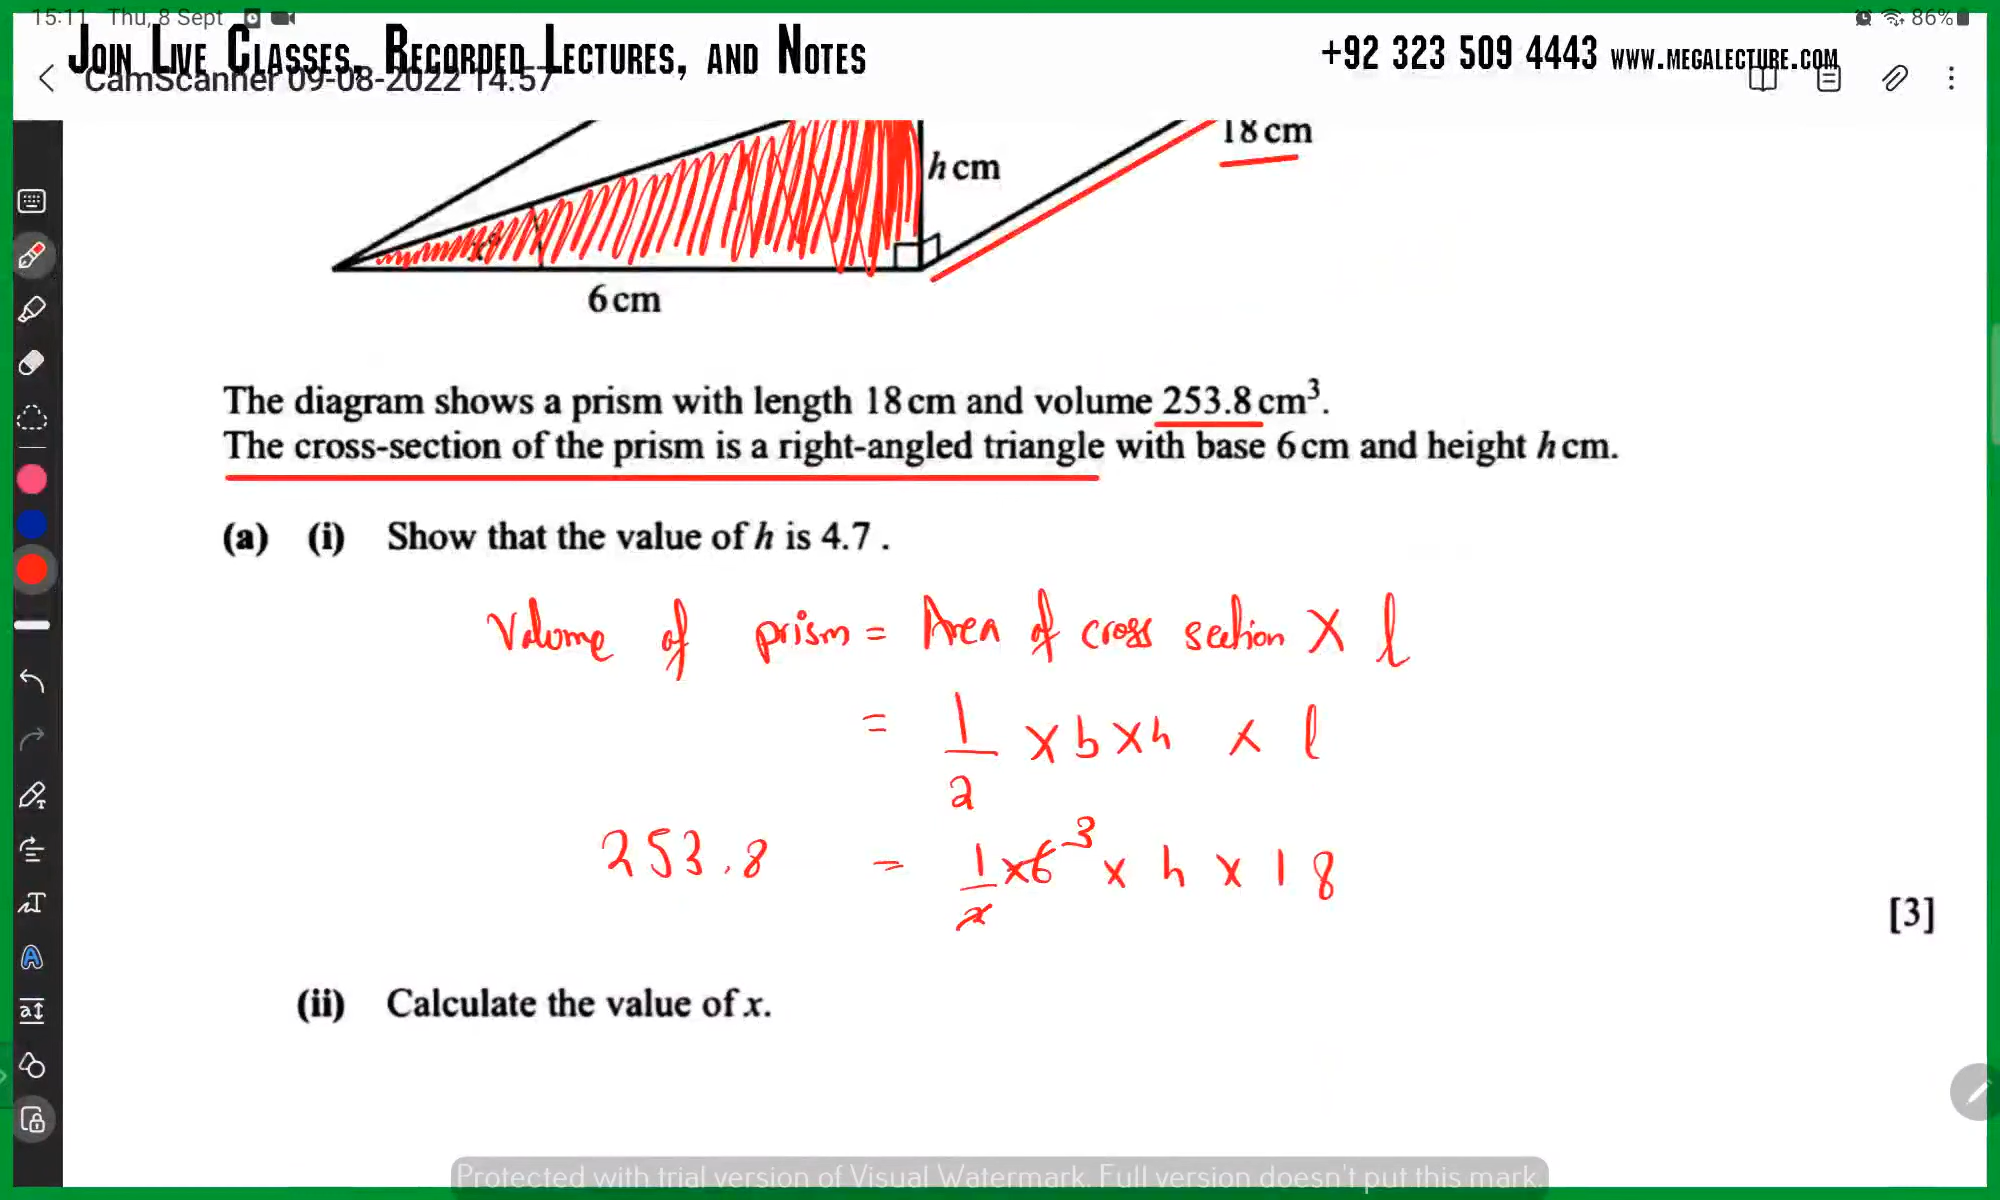 15:11 Thu, 8 Sept
86%
Join Live Classes, Recorded Lectures, and Notes
+92 323 509 4443 www.megalecture.com
CamScanner 09-08-2022 14:57
18 cm
h cm
6 cm
The diagram shows a prism with length 18 cm and volume 253.8 cm³.
The cross-section of the prism is a right-angled triangle with base 6 cm and height h cm.
(a) (i) Show that the value of h is 4.7 .
Volume of prism = Area of cross section × l
= 1/2 × b × h × l
253.8 = 1/2 × 6 3 × h × 18
[3]
(ii) Calculate the value of x.
Protected with trial version of Visual Watermark. Full version doesn't put this mark.